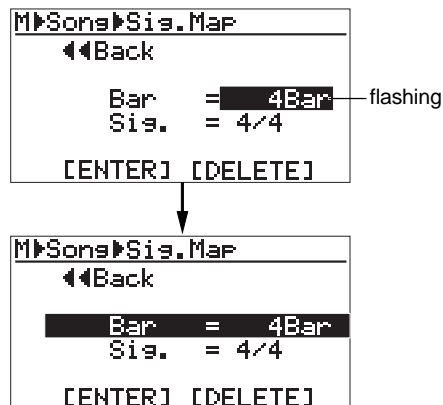 M▶Song▶Sig.Map
◀◀Back
Bar = 4Bar flashing
Sig. = 4/4
[ENTER] [DELETE]
M▶Song▶Sig.Map
◀◀Back
Bar = 4Bar
Sig. = 4/4
[ENTER] [DELETE]